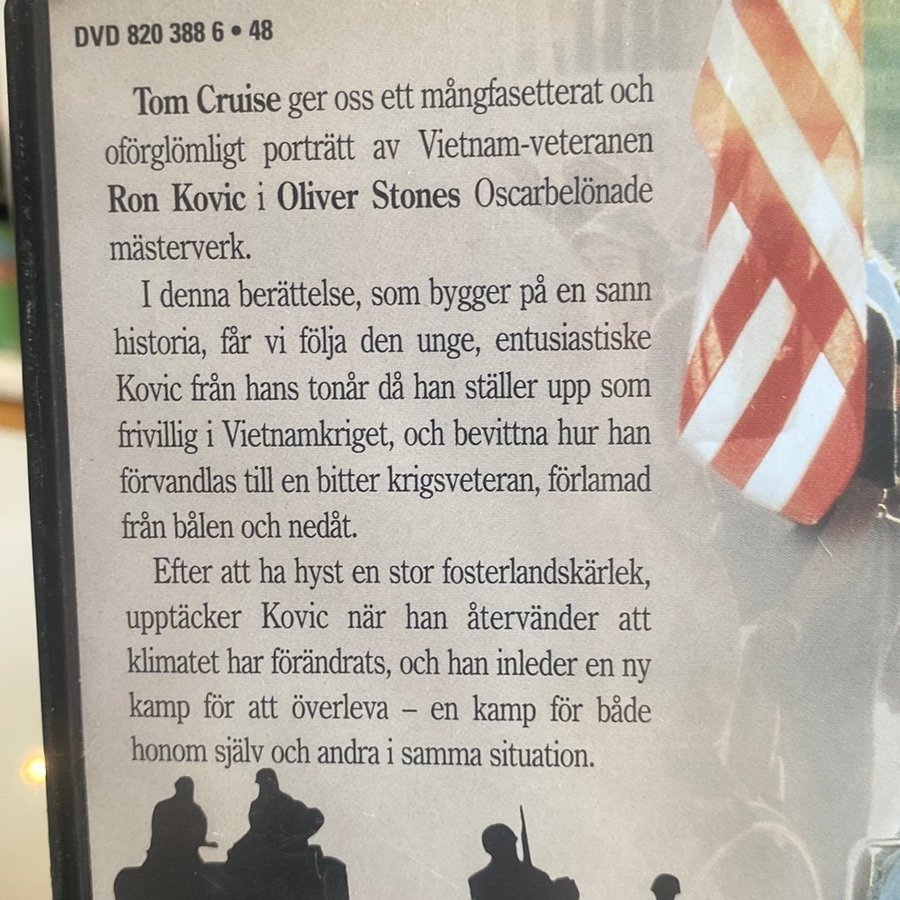 DVD 820 388 6 • 48
Tom Cruise ger oss ett mångfasetterat och
oförglömligt porträtt av Vietnam-veteranen
Ron Kovic i Oliver Stones Oscarbelönade
mästerverk.
I denna berättelse, som bygger på en sann
historia, får vi följa den unge, entusiastiske
Kovic från hans tonår då han ställer upp som
frivillig i Vietnamkriget, och bevittna hur han
förvandlas till en bitter krigsveteran, förlamad
från bålen och nedåt.
Efter att ha hyst en stor fosterlandskärlek,
upptäcker Kovic när han återvänder att
klimatet har förändrats, och han inleder en ny
kamp för att överleva – en kamp för både
honom själv och andra i samma situation.